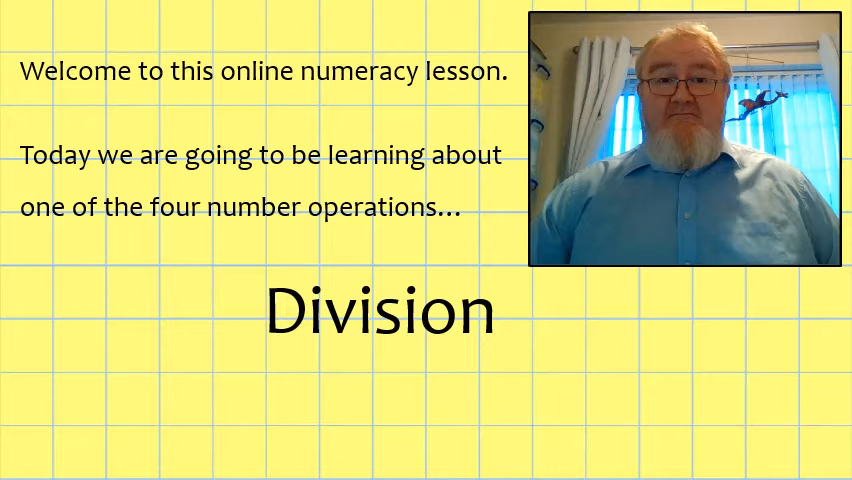 Welcome to this online numeracy lesson.
Today we are going to be learning about
one of the four number operations...
Division